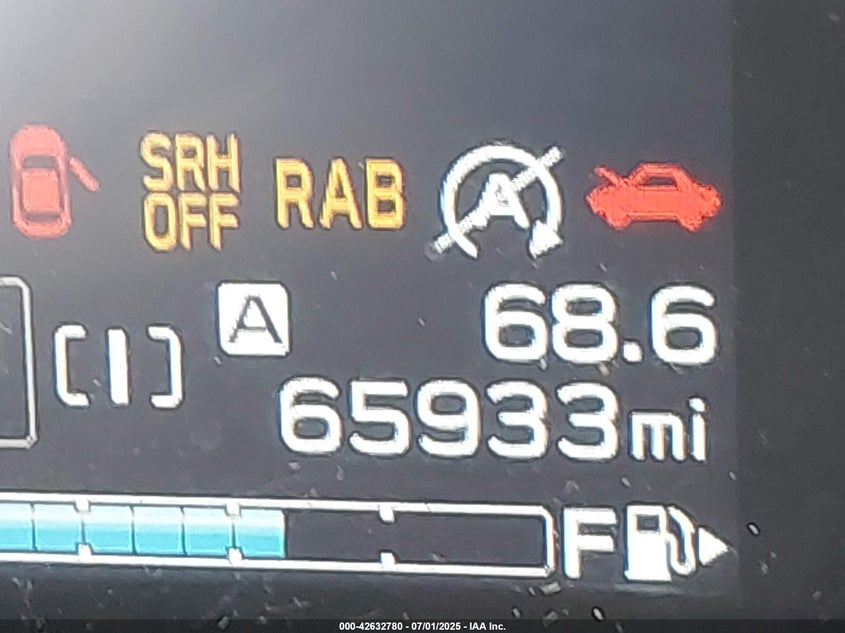 SRH
OFF
RAB
A
A 68.6
65933mi
F
000-42632780 - 07/01/2025 - IAA Inc.